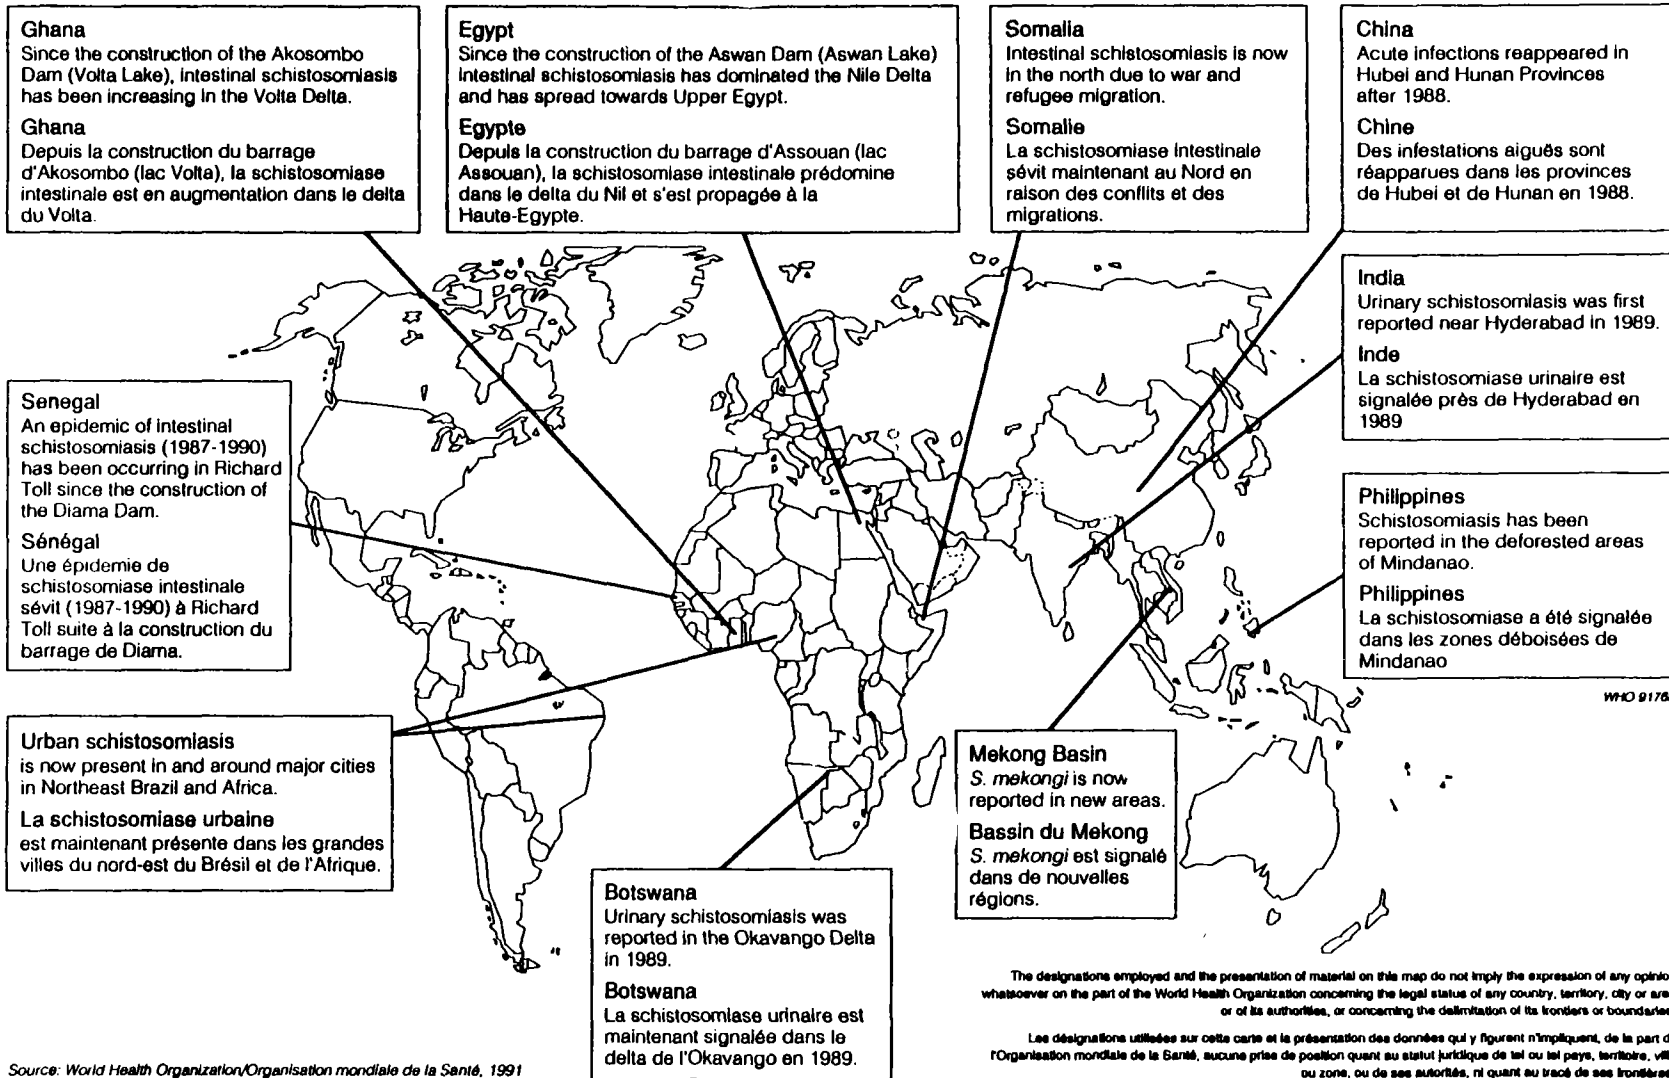 Ghana
Since the construction of the Akosombo
Dam (Volta Lake), intestinal schistosomiasis
has been increasing in the Volta Delta.
Ghana
Depuis la construction du barrage
d'Akosombo (lac Volta), la schistosomiase
intestinale est en augmentation dans le delta
du Volta.
Egypt
Since the construction of the Aswan Dam (Aswan Lake)
intestinal schistosomiasis has dominated the Nile Delta
and has spread towards Upper Egypt.
Egypte
Depuis la construction du barrage d'Assouan (lac
Assouan), la schistosomiase intestinale prédomine
dans le delta du Nil et s'est propagée à la
Haute-Egypte.
Somalia
Intestinal schistosomiasis is now
in the north due to war and
refugee migration.
Somalie
La schistosomiase intestinale
sévit maintenant au Nord en
raison des conflits et des
migrations.
China
Acute infections reappeared in
Hubei and Hunan Provinces
after 1988.
Chine
Des infestations aiguës sont
réapparues dans les provinces
de Hubei et de Hunan en 1988.
India
Urinary schistosomiasis was first
reported near Hyderabad in 1989.
Inde
La schistosomiase urinaire est
signalée près de Hyderabad en
1989
Senegal
An epidemic of intestinal
schistosomiasis (1987-1990)
has been occurring in Richard
Toll since the construction of
the Diama Dam.
Sénégal
Une épidemie de
schistosomiase intestinale
sévit (1987-1990) à Richard
Toll suite à la construction du
barrage de Diama.
Philippines
Schistosomiasis has been
reported in the deforested areas
of Mindanao.
Philippines
La schistosomiase a été signalée
dans les zones déboisées de
Mindanao
WHO 9176
Urban schistosomiasis
is now present in and around major cities
in Northeast Brazil and Africa.
La schistosomiase urbaine
est maintenant présente dans les grandes
villes du nord-est du Brésil et de l'Afrique.
Mekong Basin
S. mekongi is now
reported in new areas.
Bassin du Mekong
S. mekongi est signalé
dans de nouvelles
régions.
Botswana
Urinary schistosomiasis was
reported in the Okavango Delta
in 1989.
Botswana
La schistosomiase urinaire est
maintenant signalée dans le
delta de l'Okavango en 1989.
The designations employed and the presentation of material on this map do not imply the expression of any opinio
whatsoever on the part of the World Health Organization concerning the legal status of any country, territory, city or are
or of its authorities, or concerning the delimitation of its frontiers or boundaries
Les désignations utilisées sur cette carte et la présentation des données qui y figurent n'impliquent, de la part d
l'Organisation mondiale de la Santé, aucune prise de position quant au statut juridique de tel ou tel pays, territoire, vill
ou zone, ou de ses autorités, ni quant au tracé de ses frontières
Source: World Health Organization/Organisation mondiale de la Santé, 1991